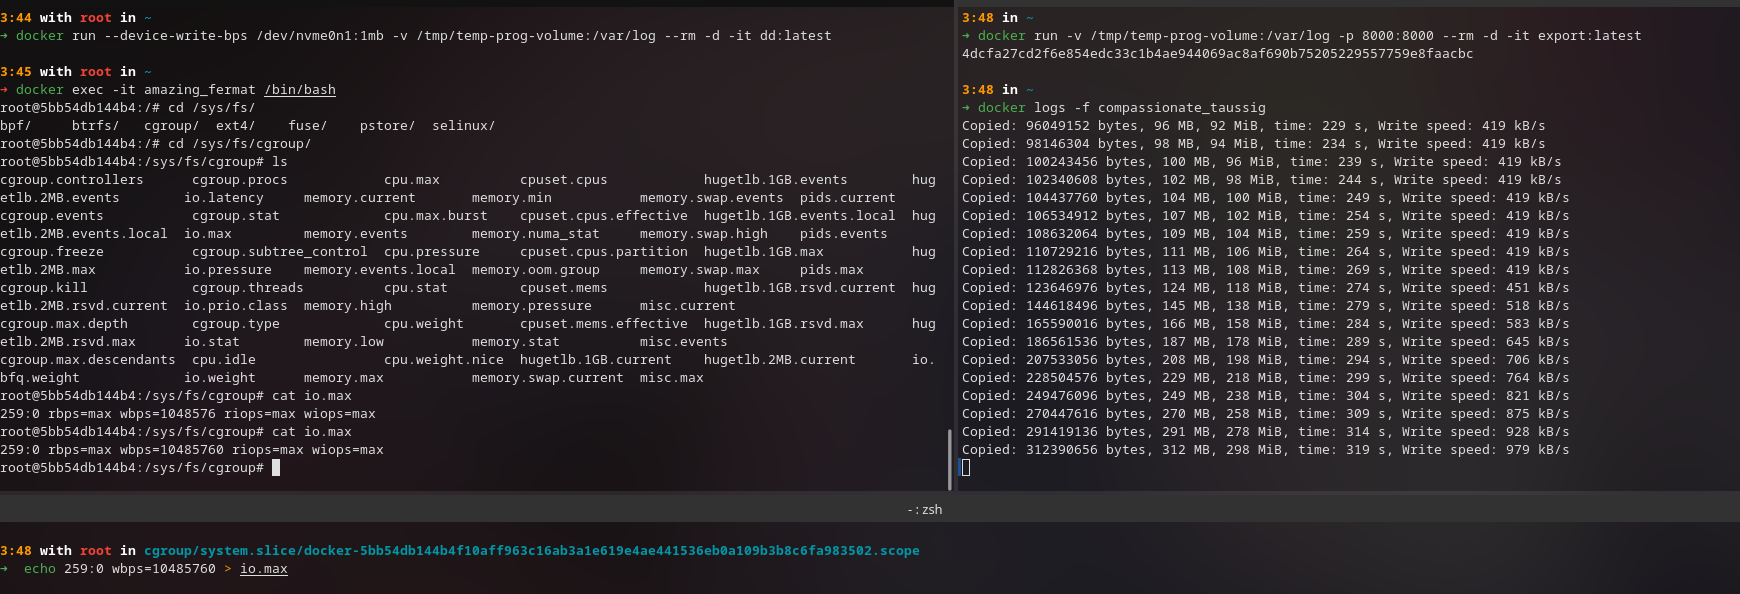 3:44 with root in ~
→ docker run --device-write-bps /dev/nvme0n1:1mb -v /tmp/temp-prog-volume:/var/log --rm -d -it dd:latest
3:45 with root in ~
→ docker exec -it amazing_fermat /bin/bash
root@5bb54db144b4:/# cd /sys/fs/
bpf/     btrfs/   cgroup/  ext4/    fuse/    pstore/  selinux/
root@5bb54db144b4:/# cd /sys/fs/cgroup/
root@5bb54db144b4:/sys/fs/cgroup# ls
cgroup.controllers      cgroup.procs            cpu.max          cpuset.cpus            hugetlb.1GB.events        hug
etlb.2MB.events        io.latency     memory.current       memory.min           memory.swap.events  pids.current
cgroup.events           cgroup.stat             cpu.max.burst    cpuset.cpus.effective  hugetlb.1GB.events.local  hug
etlb.2MB.events.local  io.max         memory.events        memory.numa_stat     memory.swap.high    pids.events
cgroup.freeze           cgroup.subtree_control  cpu.pressure     cpuset.cpus.partition  hugetlb.1GB.max           hug
etlb.2MB.max           io.pressure    memory.events.local  memory.oom.group     memory.swap.max     pids.max
cgroup.kill             cgroup.threads          cpu.stat         cpuset.mems            hugetlb.1GB.rsvd.current  hug
etlb.2MB.rsvd.current  io.prio.class  memory.high          memory.pressure      misc.current
cgroup.max.depth        cgroup.type             cpu.weight       cpuset.mems.effective  hugetlb.1GB.rsvd.max      hug
etlb.2MB.rsvd.max      io.stat        memory.low           memory.stat          misc.events
cgroup.max.descendants  cpu.idle                cpu.weight.nice  hugetlb.1GB.current    hugetlb.2MB.current       io.
bfq.weight             io.weight      memory.max           memory.swap.current  misc.max
root@5bb54db144b4:/sys/fs/cgroup# cat io.max
259:0 rbps=max wbps=1048576 riops=max wiops=max
root@5bb54db144b4:/sys/fs/cgroup# cat io.max
259:0 rbps=max wbps=10485760 riops=max wiops=max
root@5bb54db144b4:/sys/fs/cgroup#
3:48 in ~
→ docker run -v /tmp/temp-prog-volume:/var/log -p 8000:8000 --rm -d -it export:latest
4dcfa27cd2f6e854edc33c1b4ae944069ac8af690b75205229557759e8faacbc
3:48 in ~
→ docker logs -f compassionate_taussig
Copied: 96049152 bytes, 96 MB, 92 MiB, time: 229 s, Write speed: 419 kB/s
Copied: 98146304 bytes, 98 MB, 94 MiB, time: 234 s, Write speed: 419 kB/s
Copied: 100243456 bytes, 100 MB, 96 MiB, time: 239 s, Write speed: 419 kB/s
Copied: 102340608 bytes, 102 MB, 98 MiB, time: 244 s, Write speed: 419 kB/s
Copied: 104437760 bytes, 104 MB, 100 MiB, time: 249 s, Write speed: 419 kB/s
Copied: 106534912 bytes, 107 MB, 102 MiB, time: 254 s, Write speed: 419 kB/s
Copied: 108632064 bytes, 109 MB, 104 MiB, time: 259 s, Write speed: 419 kB/s
Copied: 110729216 bytes, 111 MB, 106 MiB, time: 264 s, Write speed: 419 kB/s
Copied: 112826368 bytes, 113 MB, 108 MiB, time: 269 s, Write speed: 419 kB/s
Copied: 123646976 bytes, 124 MB, 118 MiB, time: 274 s, Write speed: 451 kB/s
Copied: 144618496 bytes, 145 MB, 138 MiB, time: 279 s, Write speed: 518 kB/s
Copied: 165590016 bytes, 166 MB, 158 MiB, time: 284 s, Write speed: 583 kB/s
Copied: 186561536 bytes, 187 MB, 178 MiB, time: 289 s, Write speed: 645 kB/s
Copied: 207533056 bytes, 208 MB, 198 MiB, time: 294 s, Write speed: 706 kB/s
Copied: 228504576 bytes, 229 MB, 218 MiB, time: 299 s, Write speed: 764 kB/s
Copied: 249476096 bytes, 249 MB, 238 MiB, time: 304 s, Write speed: 821 kB/s
Copied: 270447616 bytes, 270 MB, 258 MiB, time: 309 s, Write speed: 875 kB/s
Copied: 291419136 bytes, 291 MB, 278 MiB, time: 314 s, Write speed: 928 kB/s
Copied: 312390656 bytes, 312 MB, 298 MiB, time: 319 s, Write speed: 979 kB/s
- : zsh
3:48 with root in cgroup/system.slice/docker-5bb54db144b4f10aff963c16ab3a1e619e4ae441536eb0a109b3b8c6fa983502.scope
→  echo 259:0 wbps=10485760 > io.max